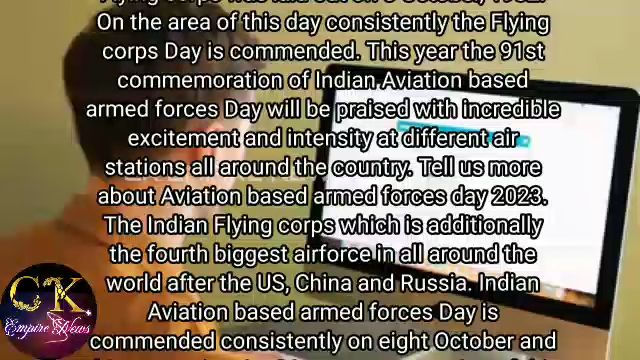 On the area of this day consistently the Flying
corps Day is commended. This year the 91st
commemoration of Indian Aviation based
armed forces Day will be praised with incredible
excitement and intensity at different air
stations all around the country. Tell us more
about Aviation based armed forces day 2023.
The Indian Flying corps which is additionally
the fourth biggest airforce in all around the
world after the US, China and Russia. Indian
Aviation based armed forces Day is
commended consistently on eight October and
CK
Empire News